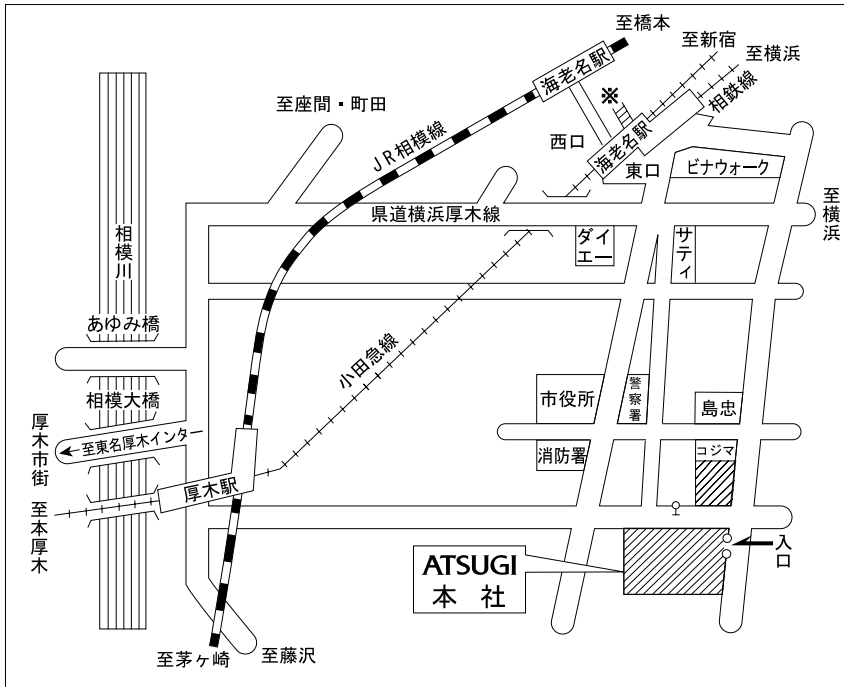 至橋本
至新宿
至横浜
海老名駅
※
相鉄線
至座間・町田
JR相模線
西口
海老名駅
東口
ビナウォーク
至横浜
県道横浜厚木線
ダイエー
サティ
相模川
あゆみ橋
小田急線
相模大橋
市役所
警察署
島忠
厚木市街
至東名厚木インター
消防署
コジマ
厚木駅
至本厚木
入口
ATSUGI
本 社
至茅ヶ崎
至藤沢